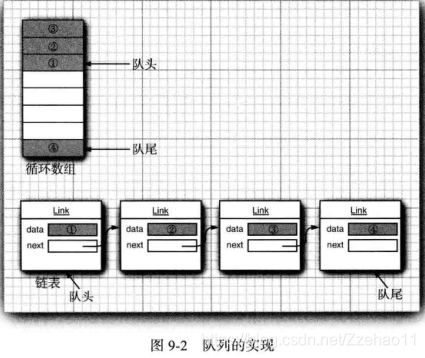 ③
②
①
队头
④
队尾
循环数组
Link
data ①
next
Link
data ②
next
Link
data ③
next
Link
data ④
next
链表
队头
队尾
图 9-2 队列的实现
csdn.net/Zzehao11